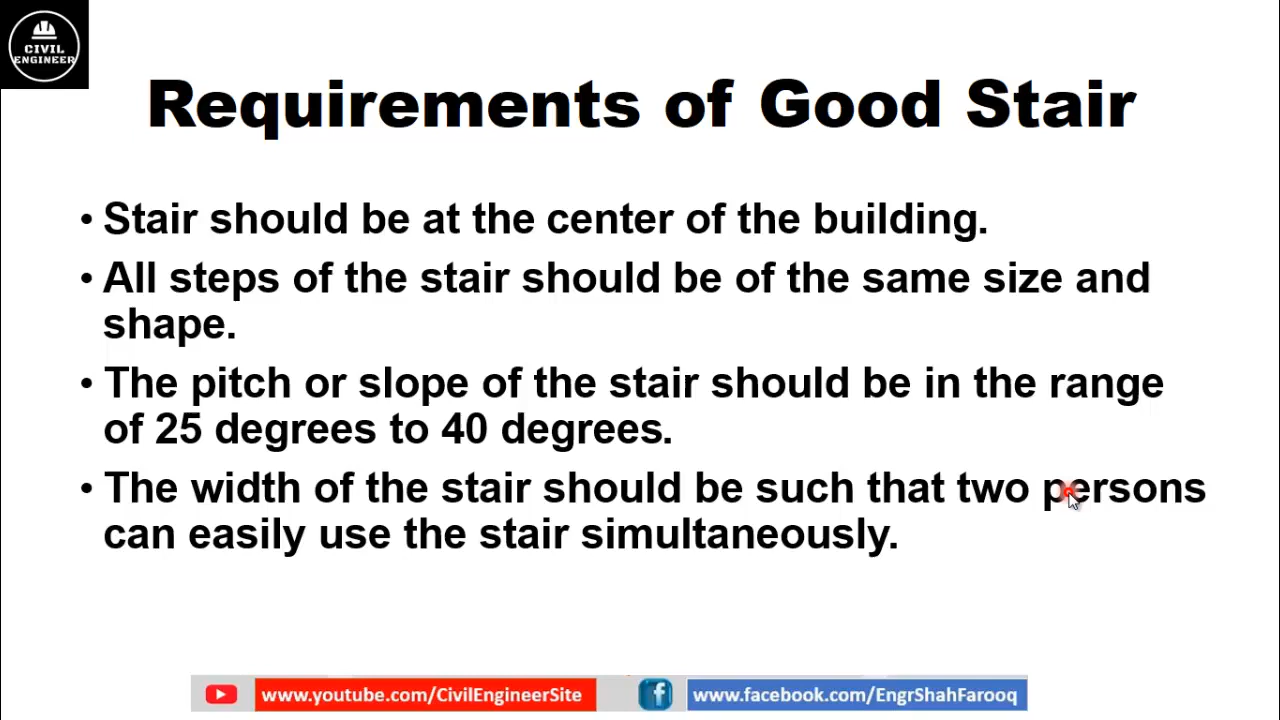 CIVIL
ENGINEER
Requirements of Good Stair
• Stair should be at the center of the building.
• All steps of the stair should be of the same size and
shape.
• The pitch or slope of the stair should be in the range
of 25 degrees to 40 degrees.
• The width of the stair should be such that two persons
can easily use the stair simultaneously.
www.youtube.com/CivilEngineerSite
www.facebook.com/EngrShahFarooq